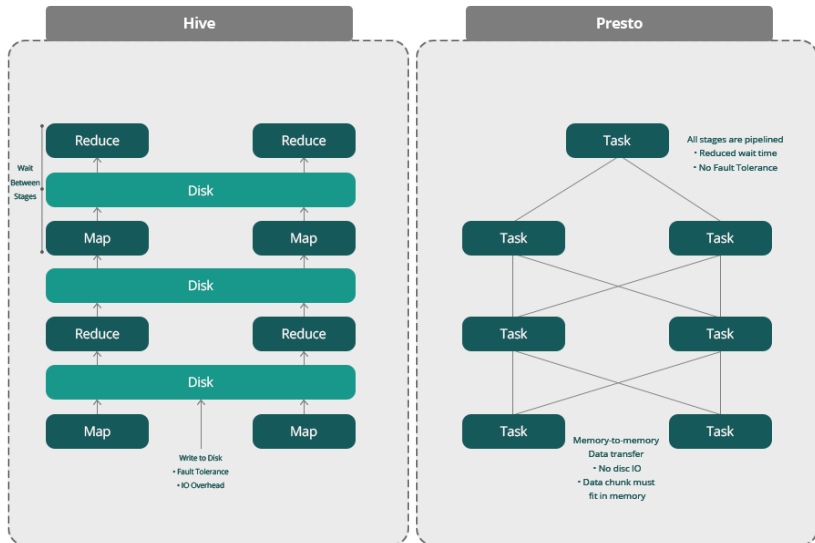 Hive
Reduce
Reduce
Wait
Between
Stages
Disk
Map
Map
Disk
Reduce
Reduce
Disk
Map
Map
Write to Disk
• Fault Tolerance
• IO Overhead
Presto
Task
All stages are pipelined
• Reduced wait time
• No Fault Tolerance
Task
Task
Task
Task
Task
Task
Memory-to-memory
Data transfer
• No disc IO
• Data chunk must
fit in memory